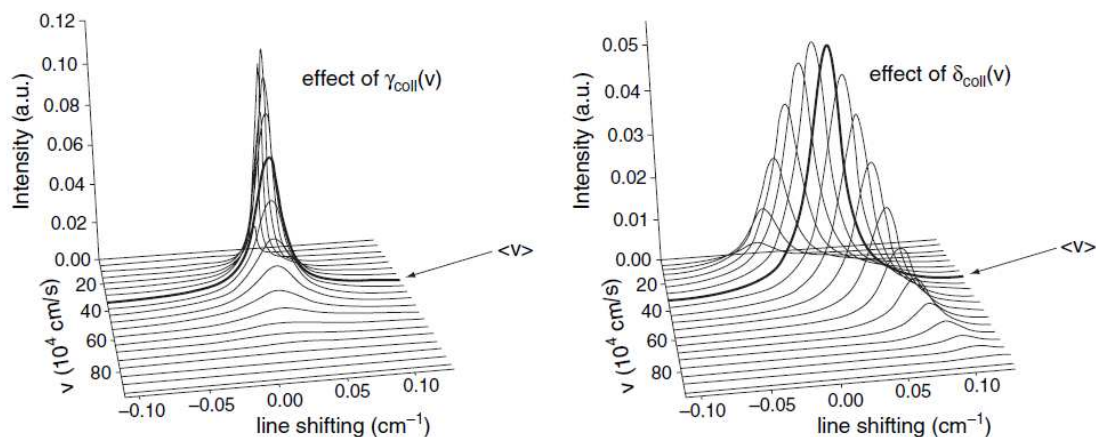 0.12
0.10
0.08
0.06
0.04
0.02
0.00
Intensity (a.u.)
effect of γcoll(v)
<v>
20
40
60
80
v (10⁴ cm/s)
−0.10 −0.05 0.00 0.05 0.10
line shifting (cm⁻¹)
0.05
0.04
0.03
0.02
0.01
0.00
Intensity (a.u.)
effect of δcoll(v)
<v>
20
40
60
80
v (10⁴ cm/s)
−0.10 −0.05 0.00 0.05 0.10
line shifting (cm⁻¹)